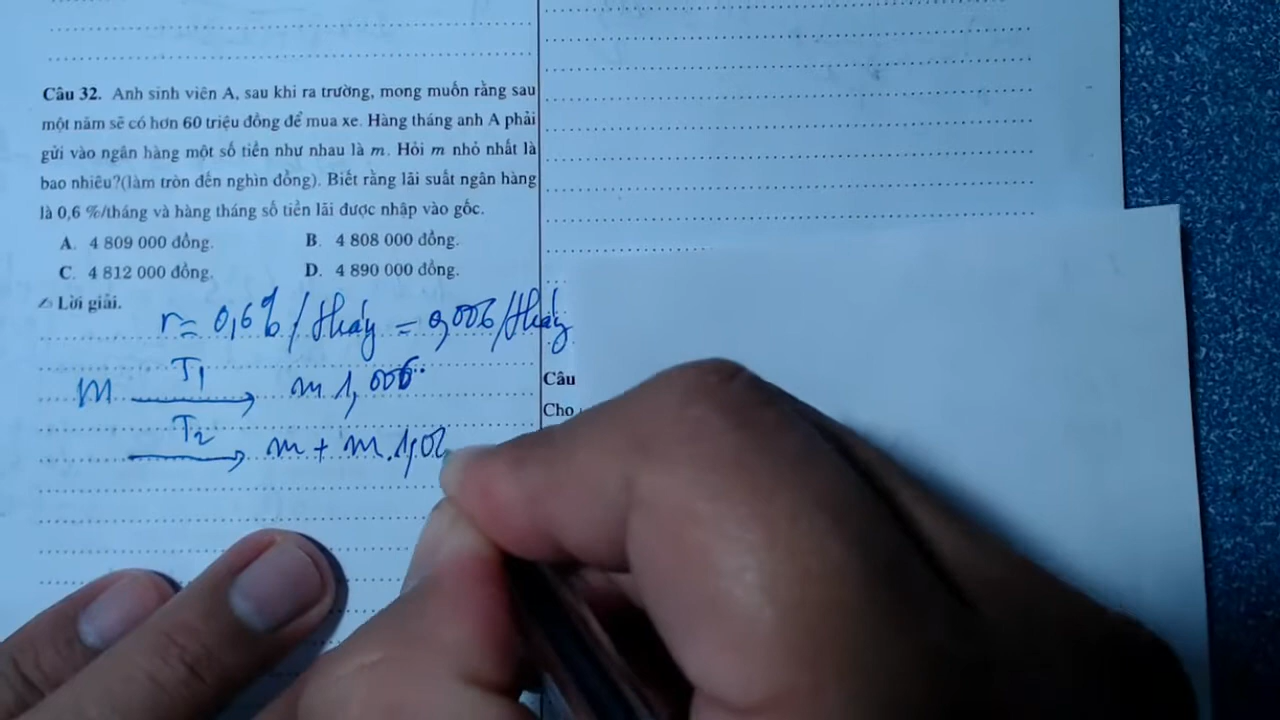 Câu 32. Anh sinh viên A, sau khi ra trường, mong muốn rằng sau
một năm sẽ có hơn 60 triệu đồng để mua xe. Hàng tháng anh A phải
gửi vào ngân hàng một số tiền như nhau là m. Hỏi m nhỏ nhất là
bao nhiêu?(làm tròn đến nghìn đồng). Biết rằng lãi suất ngân hàng
là 0,6 %/tháng và hàng tháng số tiền lãi được nhập vào gốc.
A. 4 809 000 đồng. B. 4 808 000 đồng.
C. 4 812 000 đồng. D. 4 890 000 đồng.
Lời giải.
r = 0,6% / tháng = 0,006 / tháng
T1
m → m 1,006
T2
→ m + m.1,0
Câu
Cho